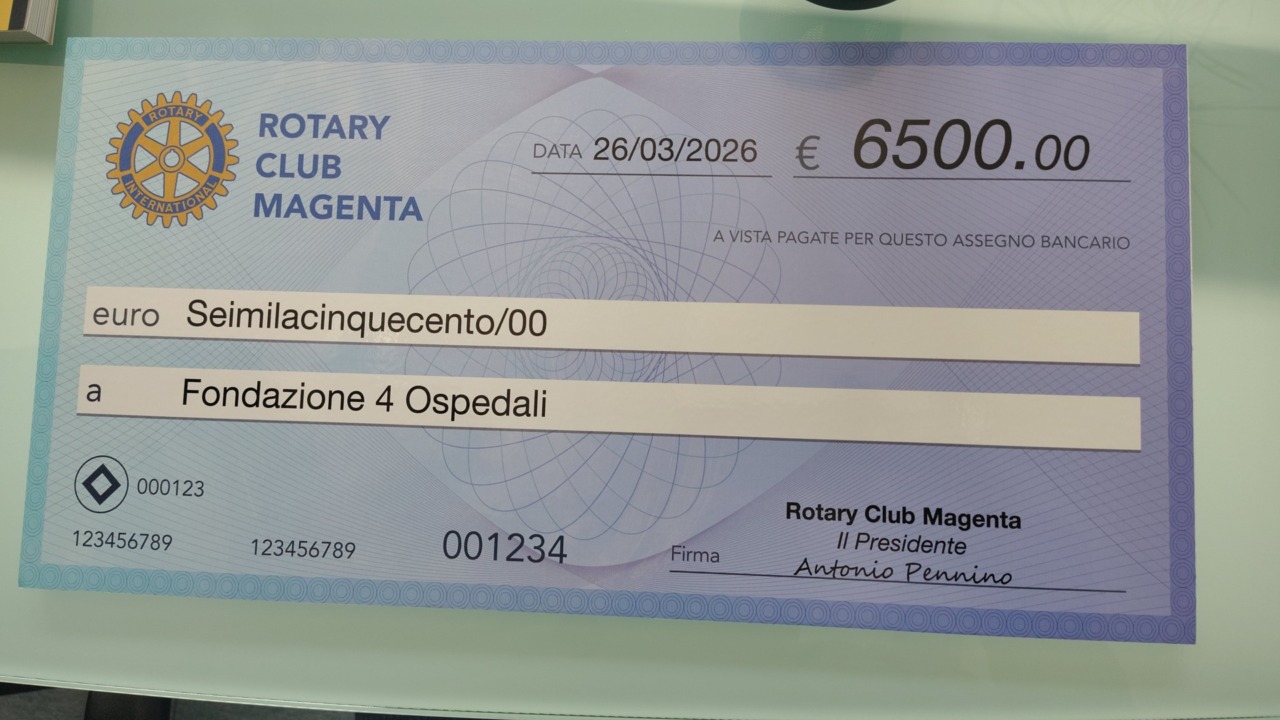 ROTARY
INTERNATIONAL
ROTARY
CLUB
MAGENTA
DATA 26/03/2026 € 6500.00
A VISTA PAGATE PER QUESTO ASSEGNO BANCARIO
euro Seimilacinquecento/00
a Fondazione 4 Ospedali
000123
123456789 123456789 001234
Rotary Club Magenta
Il Presidente
Firma Antonio Pennino